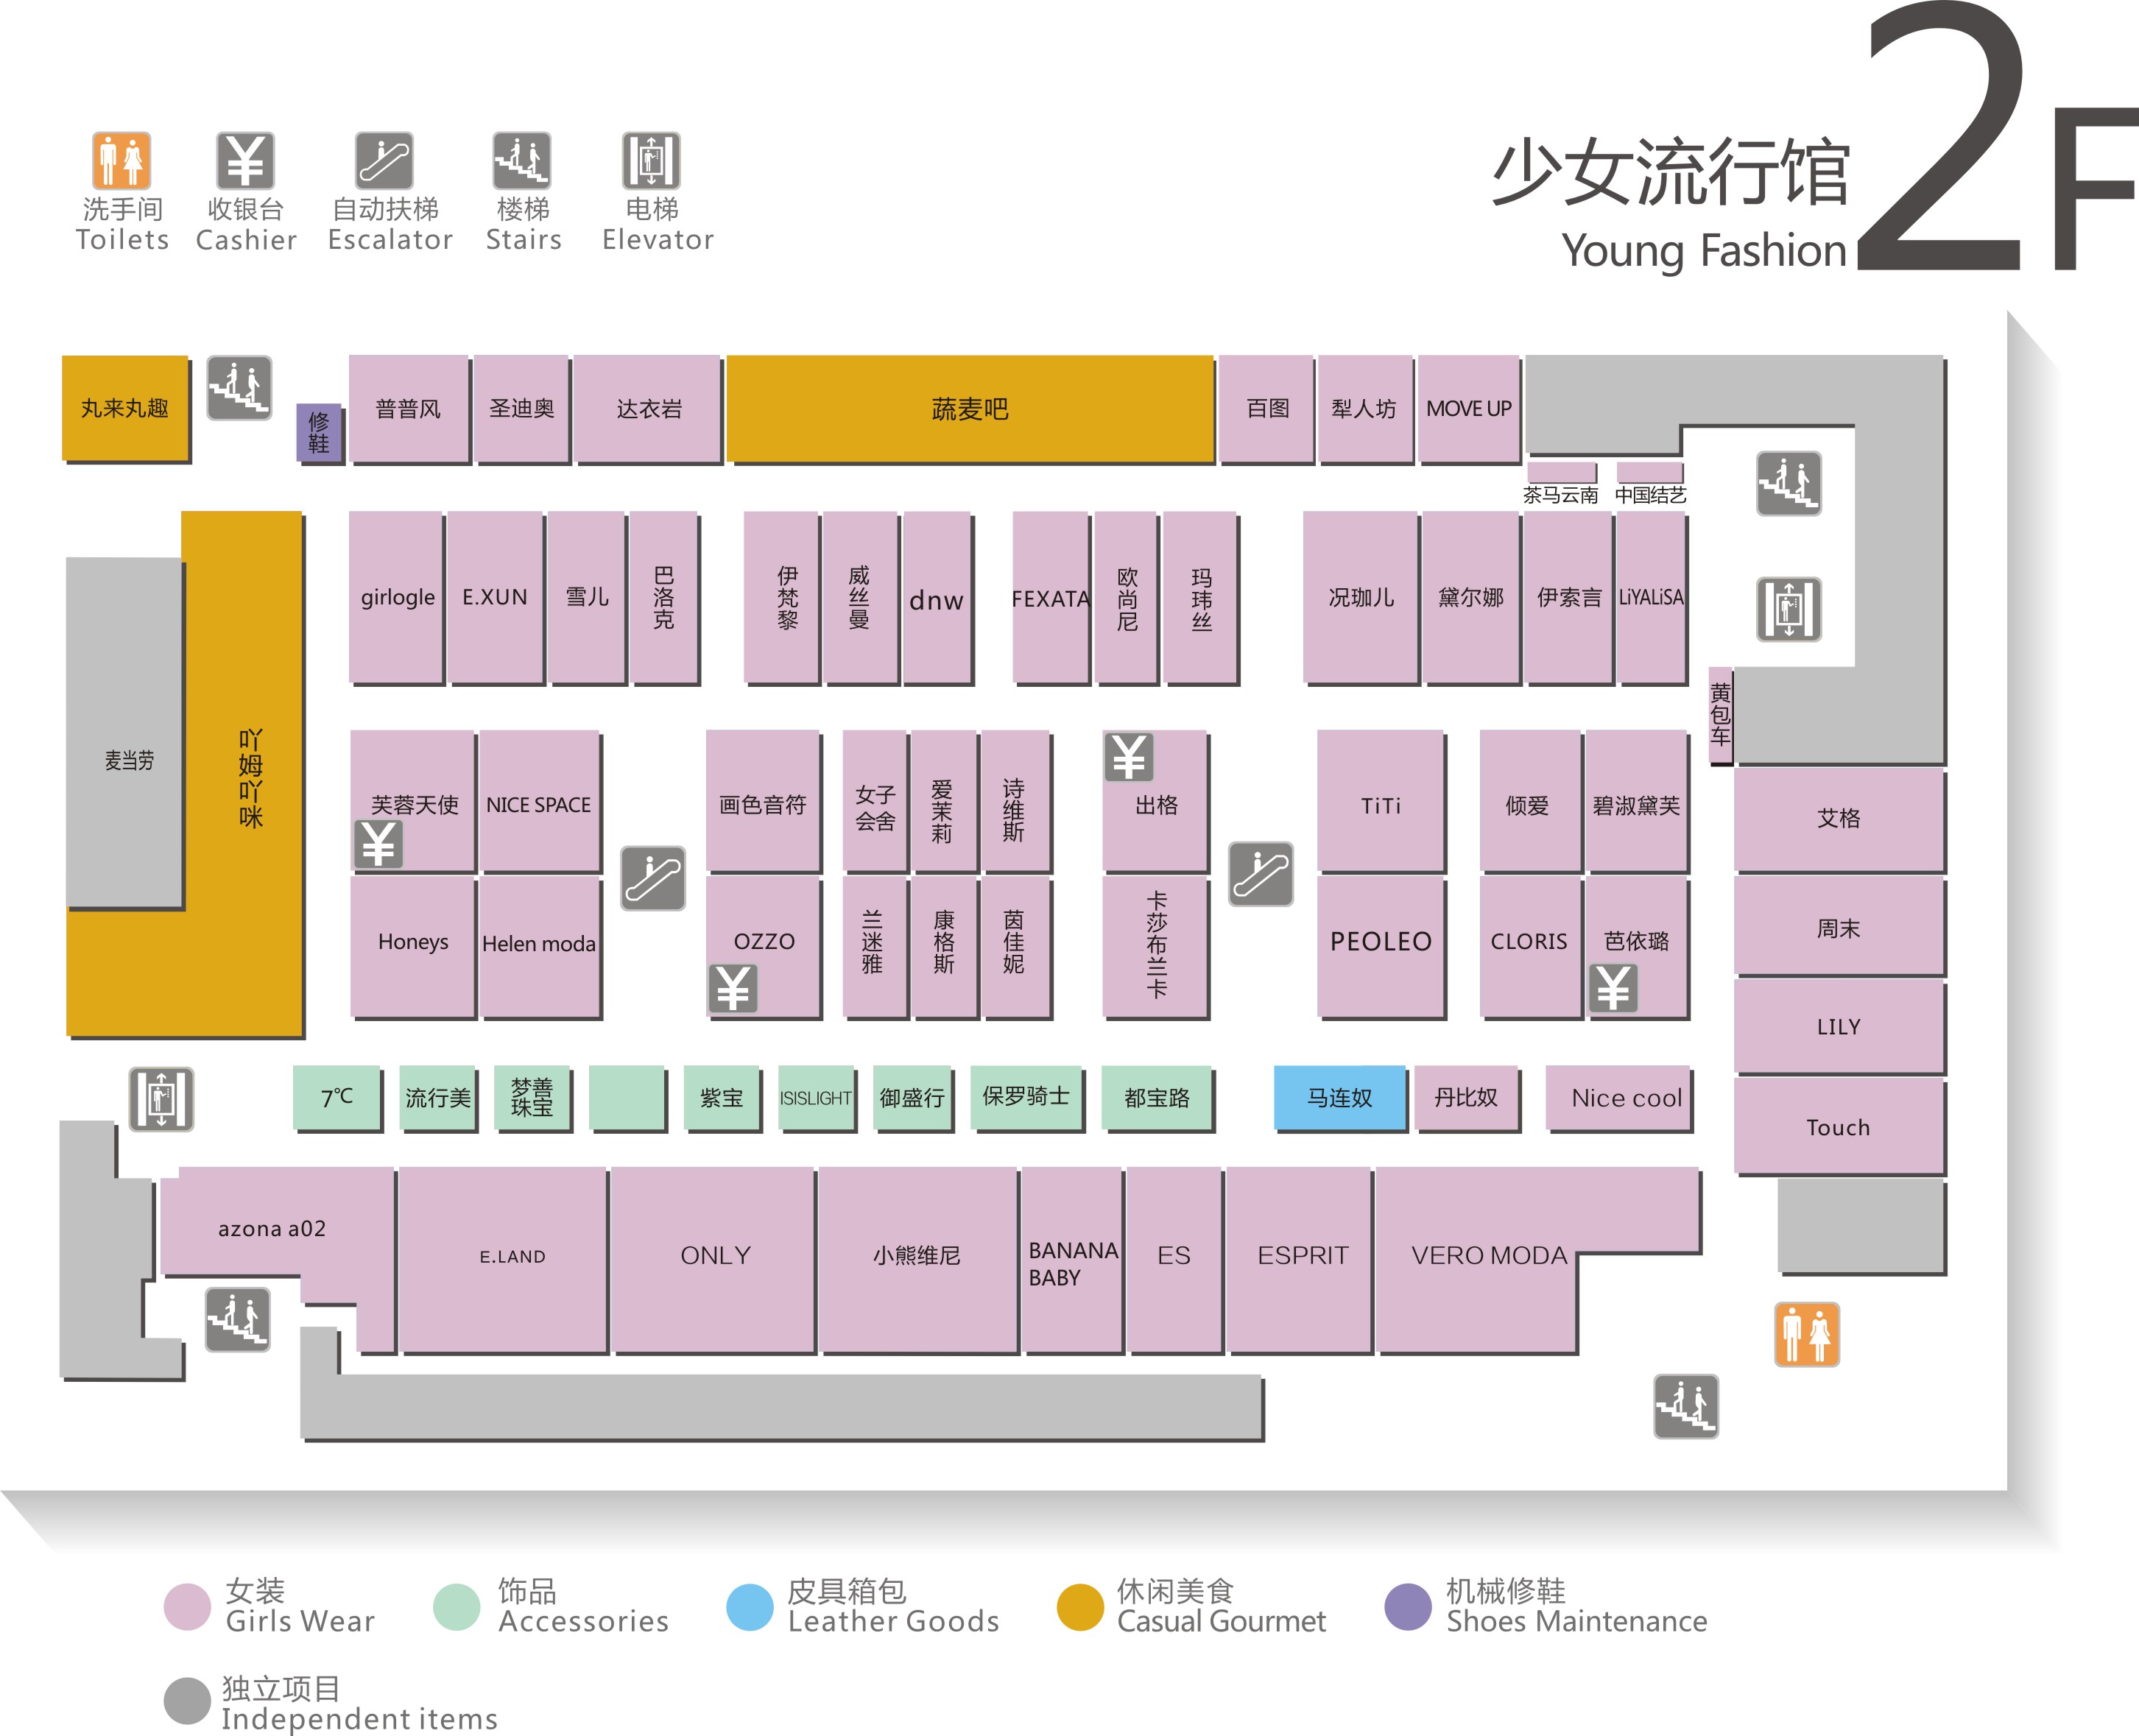 2F
少女流行馆
Young Fashion
洗手间
Toilets
收银台
Cashier
自动扶梯
Escalator
楼梯
Stairs
电梯
Elevator
丸来丸趣
修鞋
普普风
圣迪奥
达衣岩
蔬麦吧
百图
犁人坊
MOVE UP
茶马云南
中国结艺
girlogle
E.XUN
雪儿
巴洛克
伊梵黎
威丝曼
dnw
FEXATA
欧尚尼
玛玮丝
况珈儿
黛尔娜
伊索言
LiYALiSA
黄包车
麦当劳
吖姆吖咪
芙蓉天使
NICE SPACE
画色音符
女子
会舍
爱茉莉
诗维斯
出格
TiTi
倾爱
碧淑黛芙
艾格
Honeys
Helen moda
OZZO
兰迷雅
康格斯
茵佳妮
卡莎布兰卡
PEOLEO
CLORIS
芭依璐
周末
LILY
7℃
流行美
梦善
珠宝
紫宝
ISISLIGHT
御盛行
保罗骑士
都宝路
马连奴
丹比奴
Nice cool
Touch
azona a02
E.LAND
ONLY
小熊维尼
BANANA
BABY
ES
ESPRIT
VERO MODA
女装
Girls Wear
饰品
Accessories
皮具箱包
Leather Goods
休闲美食
Casual Gourmet
机械修鞋
Shoes Maintenance
独立项目
Independent items